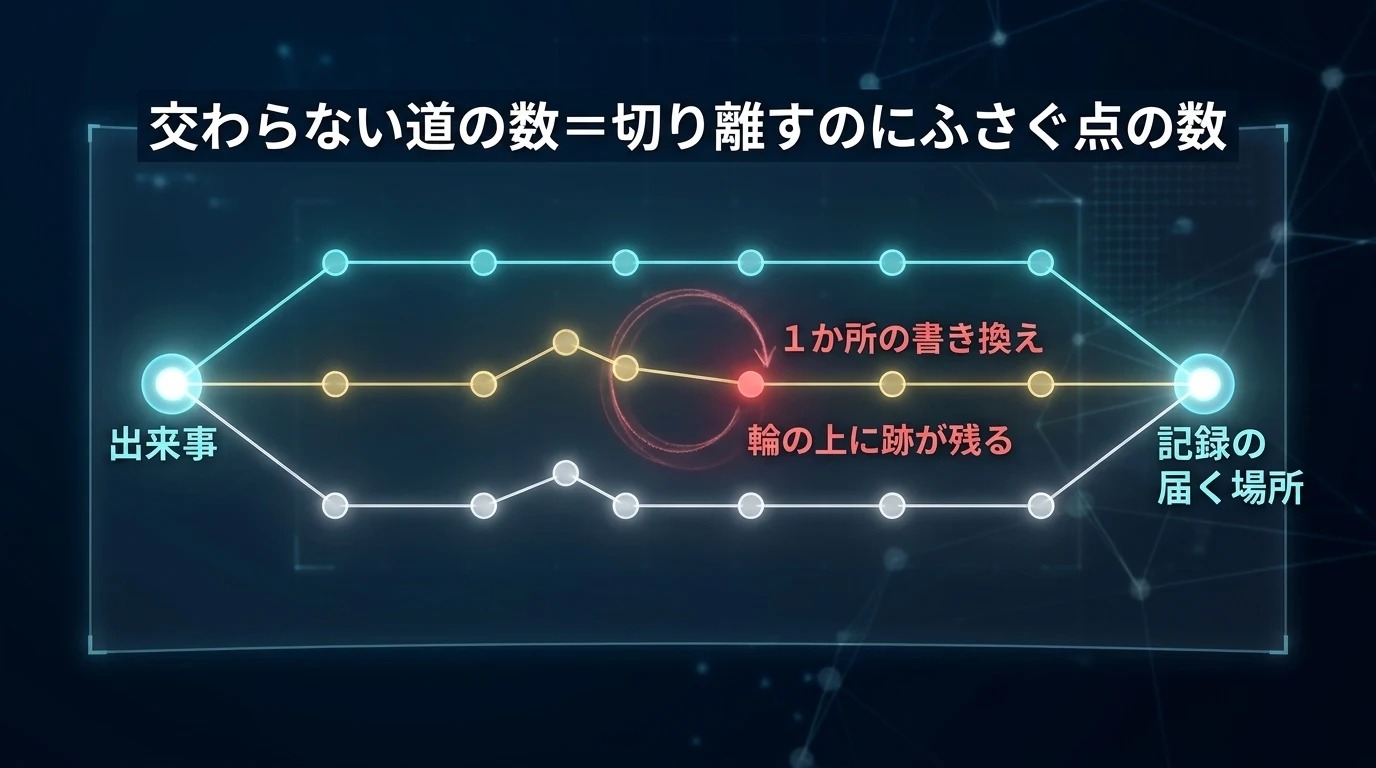 交わらない道の数＝切り離すのにふさぐ点の数
１か所の書き換え
出来事
輪の上に跡が残る
記録の
届く場所